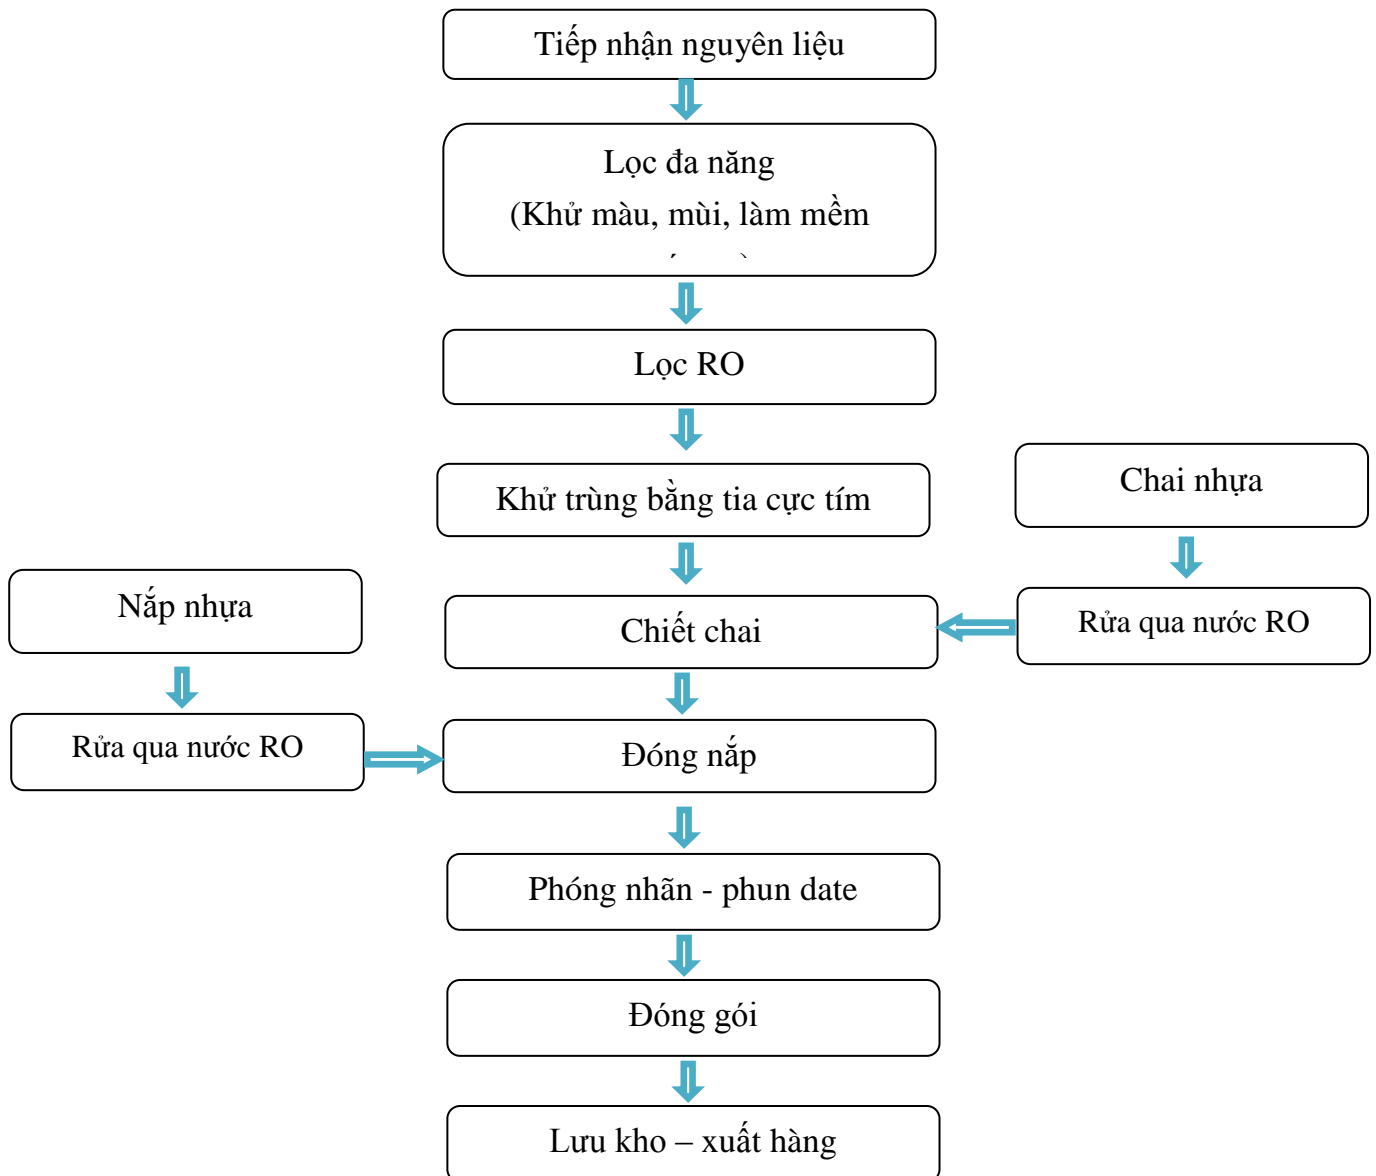 Tiếp nhận nguyên liệu
Lọc đa năng
(Khử màu, mùi, làm mềm
Lọc RO
Khử trùng bằng tia cực tím
Chai nhựa
Nắp nhựa
Chiết chai
Rửa qua nước RO
Rửa qua nước RO
Đóng nắp
Phóng nhãn - phun date
Đóng gói
Lưu kho – xuất hàng